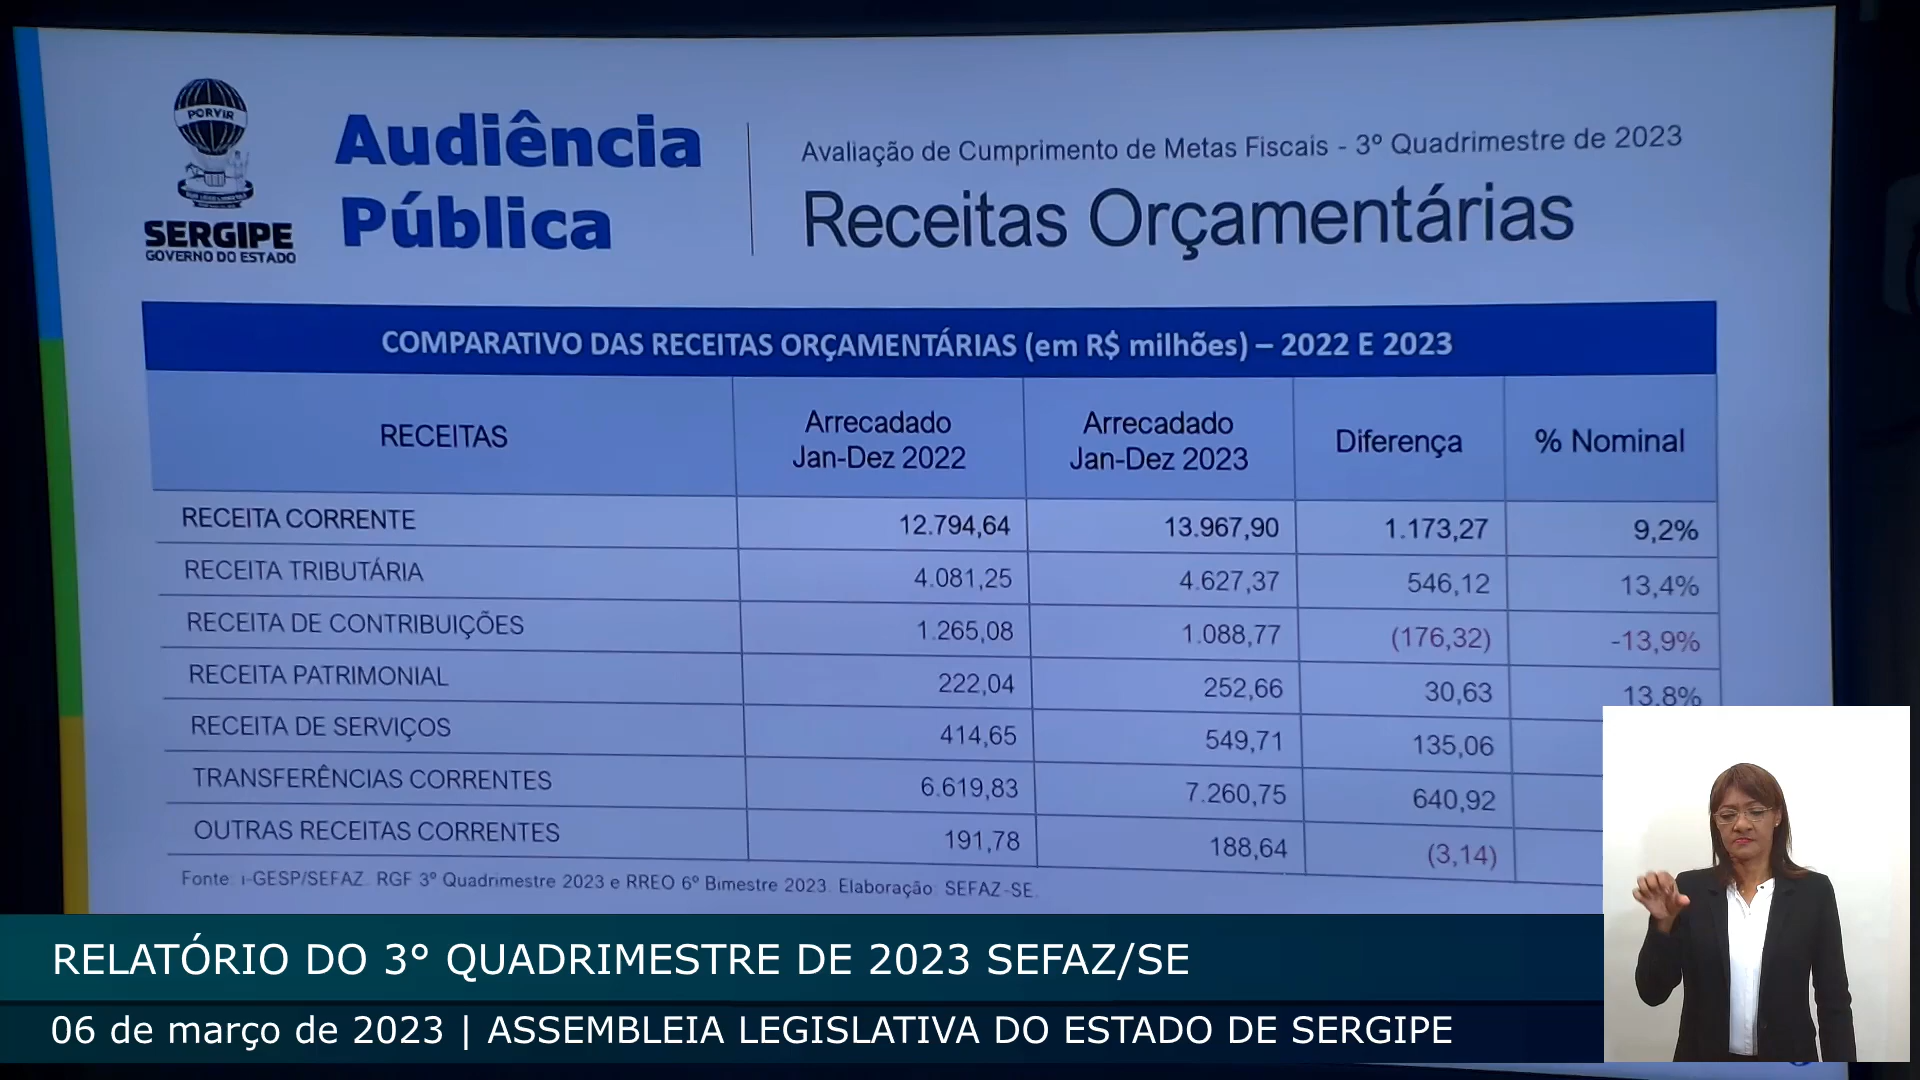 PORVIR
SERGIPE
GOVERNO DO ESTADO
Audiência
Pública
Avaliação de Cumprimento de Metas Fiscais - 3º Quadrimestre de 2023
Receitas Orçamentárias
COMPARATIVO DAS RECEITAS ORÇAMENTÁRIAS (em R$ milhões) – 2022 E 2023
RECEITAS Arrecadado Jan-Dez 2022 Arrecadado Jan-Dez 2023 Diferença % Nominal
RECEITA CORRENTE 12.794,64 13.967,90 1.173,27 9,2%
RECEITA TRIBUTÁRIA 4.081,25 4.627,37 546,12 13,4%
RECEITA DE CONTRIBUIÇÕES 1.265,08 1.088,77 (176,32) -13,9%
RECEITA PATRIMONIAL 222,04 252,66 30,63 13,8%
RECEITA DE SERVIÇOS 414,65 549,71 135,06
TRANSFERÊNCIAS CORRENTES 6.619,83 7.260,75 640,92
OUTRAS RECEITAS CORRENTES 191,78 188,64 (3,14)
Fonte: i-GESP/SEFAZ. RGF 3º Quadrimestre 2023 e RREO 6º Bimestre 2023. Elaboração: SEFAZ-SE.
RELATÓRIO DO 3° QUADRIMESTRE DE 2023 SEFAZ/SE
06 de março de 2023 | ASSEMBLEIA LEGISLATIVA DO ESTADO DE SERGIPE